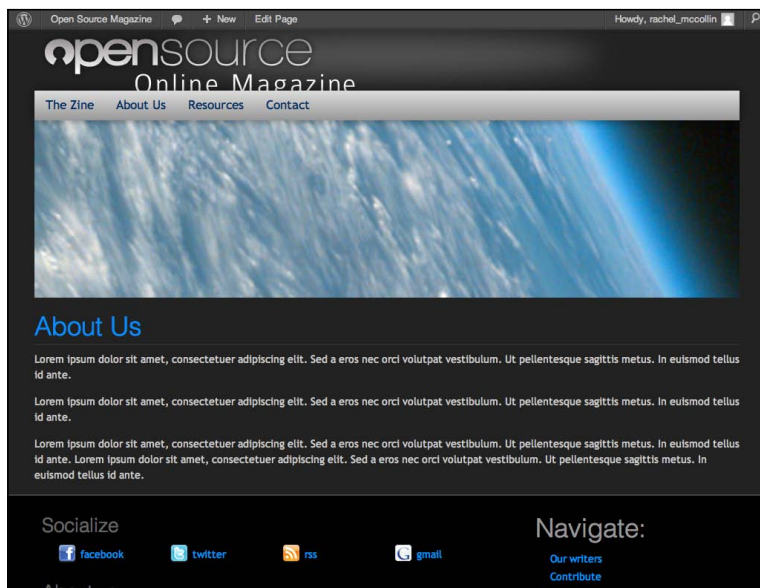 Open Source Magazine + New Edit Page Howdy, rachel_mccollin
opensource
Online Magazine
The Zine About Us Resources Contact
About Us
Lorem ipsum dolor sit amet, consectetuer adipiscing elit. Sed a eros nec orci volutpat vestibulum. Ut pellentesque sagittis metus. In euismod tellus
id ante.
Lorem ipsum dolor sit amet, consectetuer adipiscing elit. Sed a eros nec orci volutpat vestibulum. Ut pellentesque sagittis metus. In euismod tellus
id ante.
Lorem ipsum dolor sit amet, consectetuer adipiscing elit. Sed a eros nec orci volutpat vestibulum. Ut pellentesque sagittis metus. In euismod tellus
id ante. Lorem ipsum dolor sit amet, consectetuer adipiscing elit. Sed a eros nec orci volutpat vestibulum. Ut pellentesque sagittis metus. In
euismod tellus id ante.
Socialize
facebook twitter rss gmail
Navigate:
Our writers
Contribute